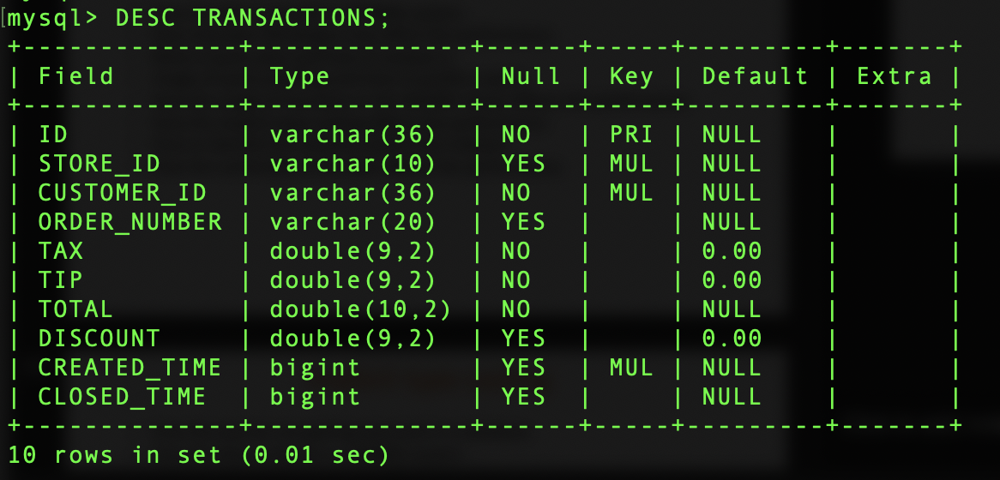 [mysql> DESC TRANSACTIONS;
+--------------+--------------+------+-----+---------+-------+
| Field        | Type         | Null | Key | Default | Extra |
+--------------+--------------+------+-----+---------+-------+
| ID           | varchar(36)  | NO   | PRI | NULL    |       |
| STORE_ID     | varchar(10)  | YES  | MUL | NULL    |       |
| CUSTOMER_ID  | varchar(36)  | NO   | MUL | NULL    |       |
| ORDER_NUMBER | varchar(20)  | YES  |     | NULL    |       |
| TAX          | double(9,2)  | NO   |     | 0.00    |       |
| TIP          | double(9,2)  | NO   |     | 0.00    |       |
| TOTAL        | double(10,2) | NO   |     | NULL    |       |
| DISCOUNT     | double(9,2)  | YES  |     | 0.00    |       |
| CREATED_TIME | bigint       | YES  | MUL | NULL    |       |
| CLOSED_TIME  | bigint       | YES  |     | NULL    |       |
+--------------+--------------+------+-----+---------+-------+
10 rows in set (0.01 sec)